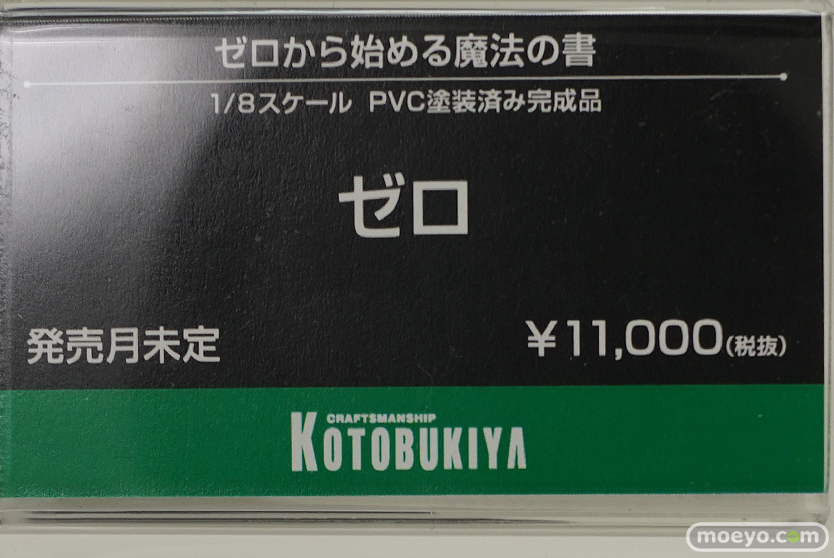 ゼロから始める魔法の書
1/8スケール PVC塗装済み完成品
ゼロ
発売月未定
¥11,000(税抜)
CRAFTSMANSHIP
KOTOBUKIYA
moeyo.com